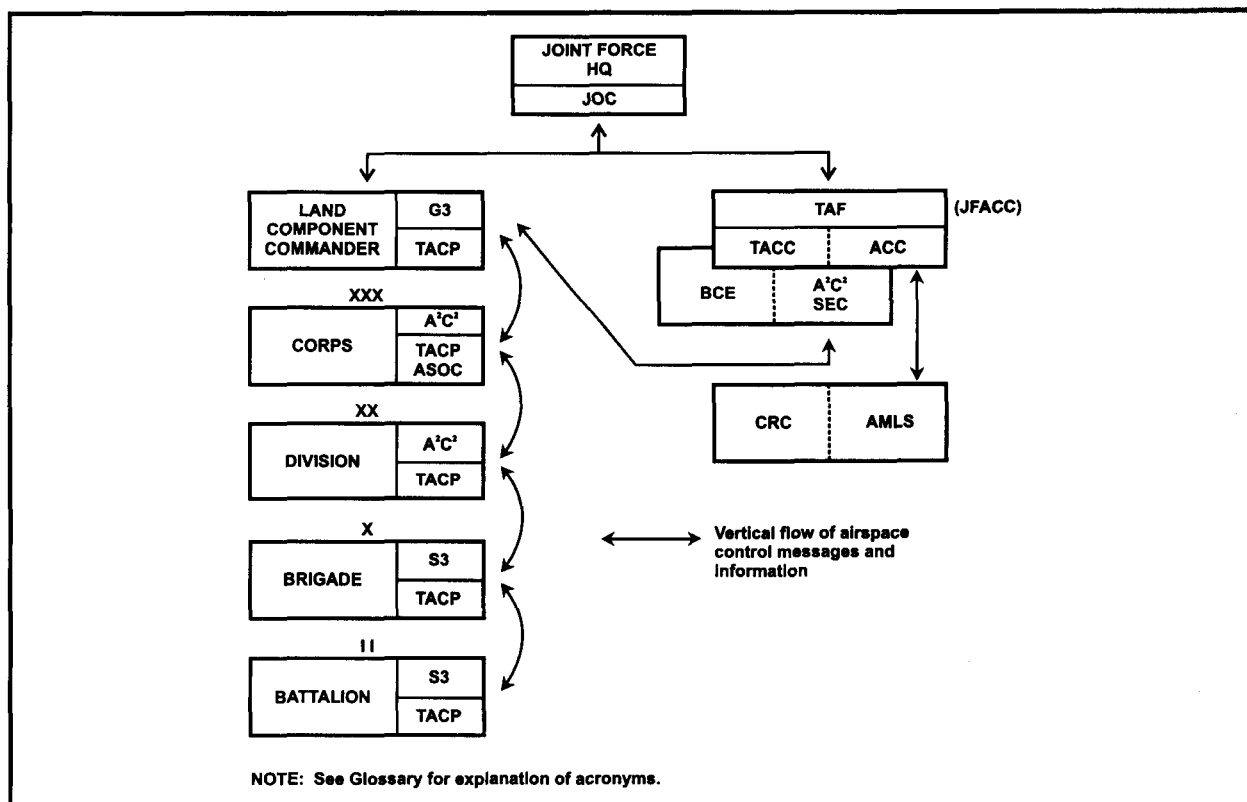 JOINT FORCE
HQ
JOC
LAND
COMPONENT
COMMANDER
G3
TACP
TAF
(JFACC)
TACC
ACC
BCE
A²C²
SEC
XXX
CORPS
A²C²
TACP
ASOC
CRC
AMLS
XX
DIVISION
A²C²
TACP
X
BRIGADE
S3
TACP
Vertical flow of airspace
control messages and
information
II
BATTALION
S3
TACP
NOTE: See Glossary for explanation of acronyms.